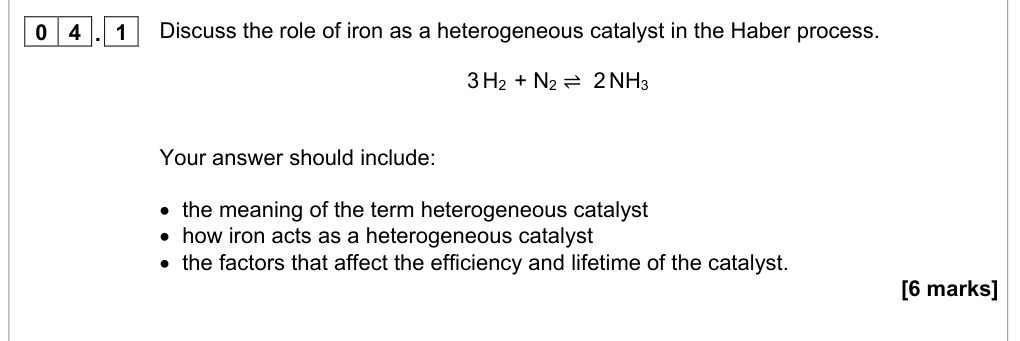 0 4 . 1 Discuss the role of iron as a heterogeneous catalyst in the Haber process.
3 H₂ + N₂ ⇌ 2 NH₃
Your answer should include:
• the meaning of the term heterogeneous catalyst
• how iron acts as a heterogeneous catalyst
• the factors that affect the efficiency and lifetime of the catalyst.
[6 marks]